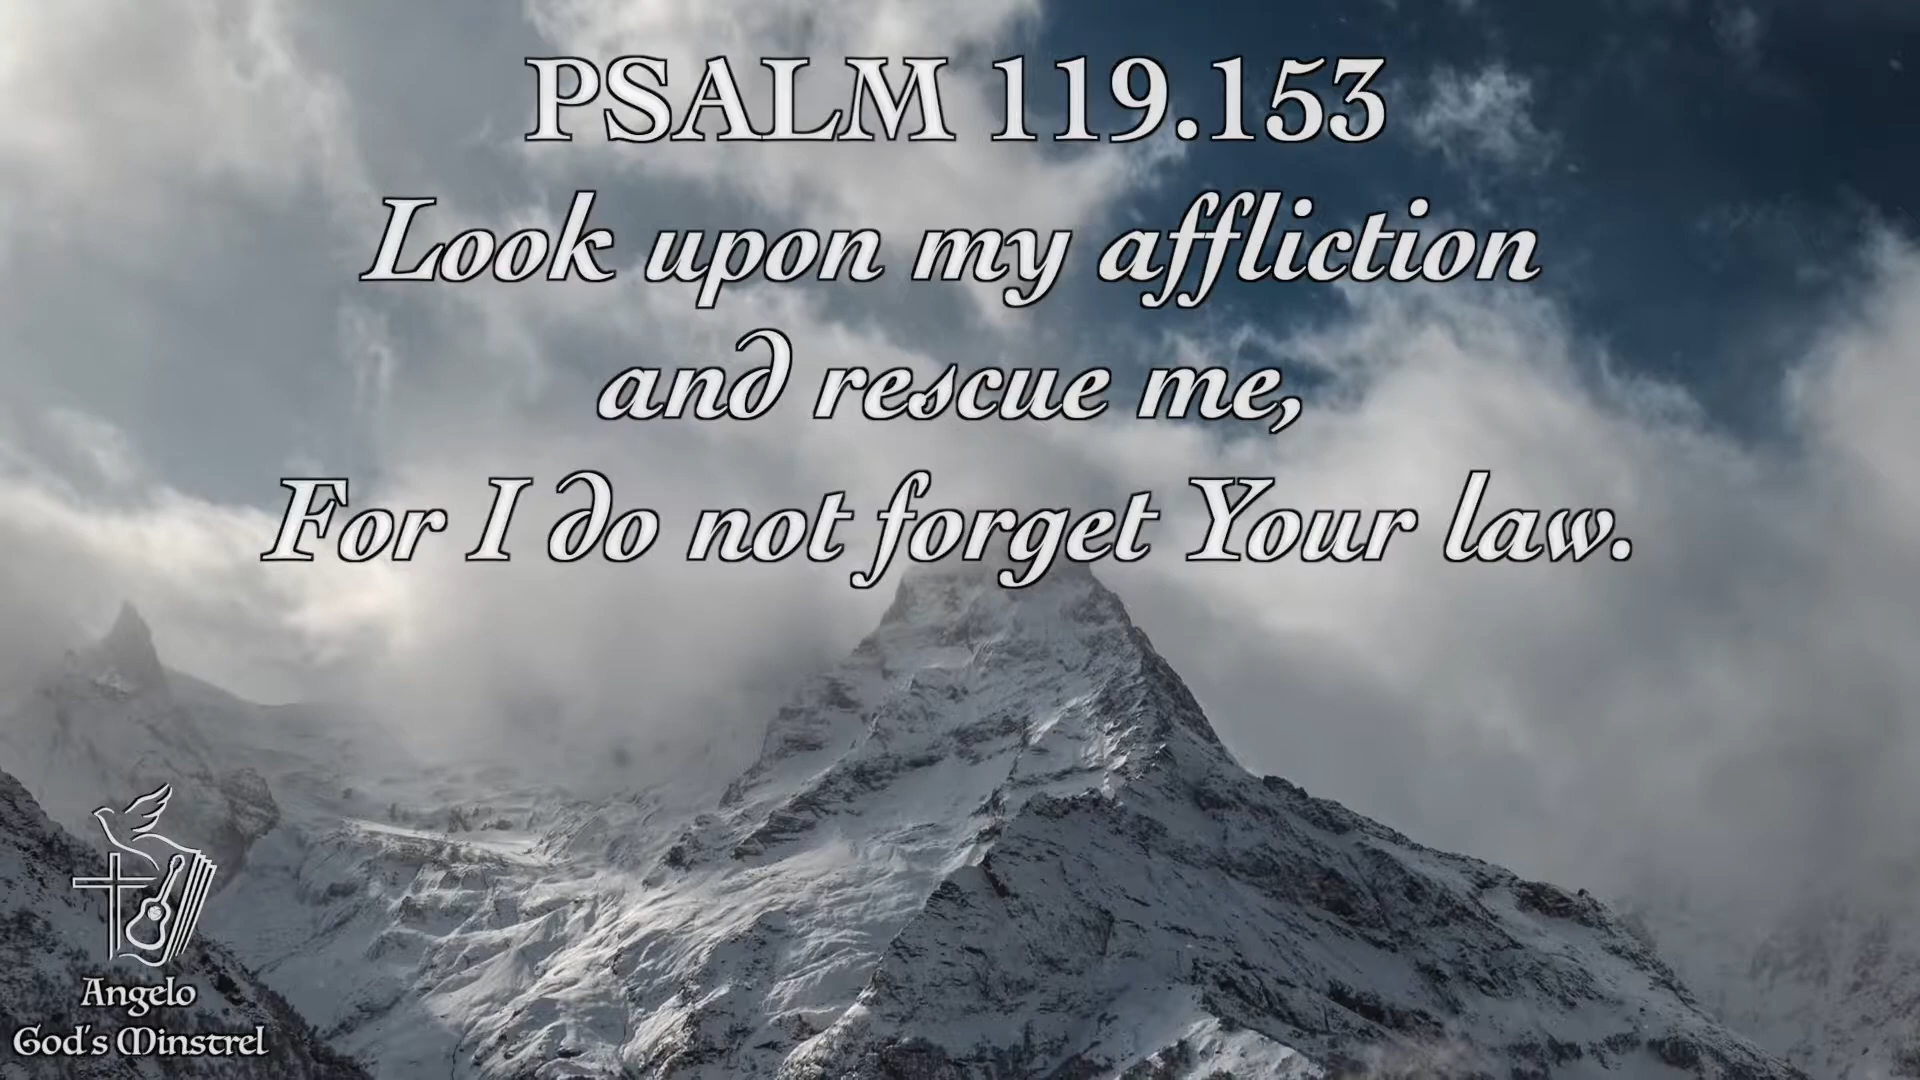 PSALM 119.153
Look upon my affliction
and rescue me,
For I do not forget Your law.
Angelo
God's Minstrel